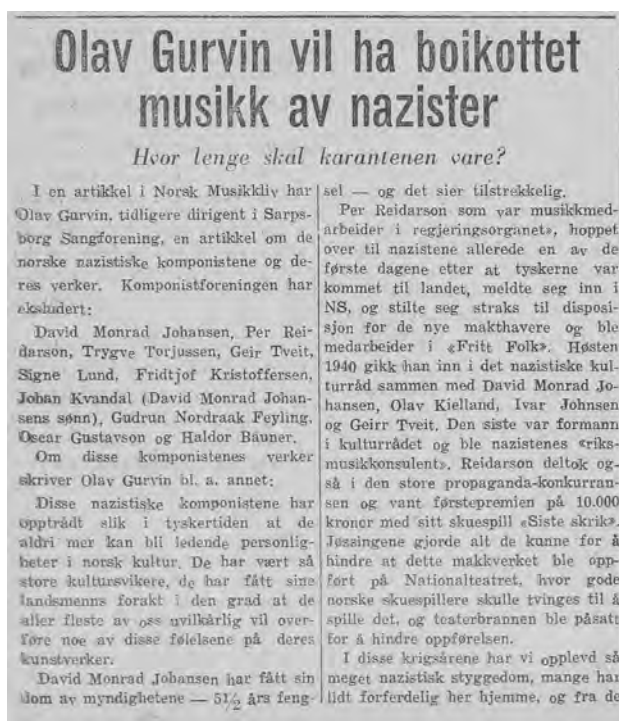 Olav Gurvin vil ha boikottet
musikk av nazister
Hvor lenge skal karantenen vare?
I en artikkel i Norsk Musikkliv har
Olav Gurvin, tidligere dirigent i Sarps-
borg Sangforening, en artikkel om de
norske nazistiske komponistene og de-
res verker. Komponistforeningen har
ekskludert:
David Monrad Johansen, Per Rei-
darson, Trygve Torjussen, Geir Tveit,
Signe Lund, Fridtjof Kristoffersen,
Johan Kvandal (David Monrad Johan-
sens sønn), Gudrun Nordraak Feyling,
Oscar Gustavson og Haldor Bauner.
Om disse komponistenes verker
skriver Olav Gurvin bl. a. annet:
Disse nazistiske komponistene har
opptrådt slik i tyskertiden at de
aldri mer kan bli ledende personlig-
heter i norsk kultur. De har vært så
store kultursvikere, de har fått sine
landsmenns forakt i den grad at de
aller fleste av oss uvilkårlig vil over-
føre noe av disse følelsene på deres
kunstverker.
David Monrad Johansen har fått sin
dom av myndighetene — 5½ års feng-
sel — og det sier tilstrekkelig.
Per Reidarson som var musikkmed-
arbeider i regjeringsorganet», hoppet
over til nazistene allerede en av de
første dagene etter at tyskerne var
kommet til landet, meldte seg inn i
NS, og stilte seg straks til disposi-
sjon for de nye makthavere og ble
medarbeider i «Fritt Folk». Høsten
1940 gikk han inn i det nazistiske kul-
turråd sammen med David Monrad Jo-
hansen, Olav Kielland, Ivar Johnsen
og Geirr Tveit. Den siste var formann
i kulturrådet og ble nazistenes «riks-
musikkonsulent». Reidarson deltok og-
så i den store propaganda-konkurran-
sen og vant førstepremien på 10.000
kroner med sitt skuespill «Siste skrik».
Jøssingene gjorde alt de kunne for å
hindre at dette makkverket ble opp-
ført på Nationalteatret, hvor gode
norske skuespillere skulle tvinges til å
spille det, og teaterbrannen ble påsatt
for å hindre oppførelsen.
I disse krigsårene har vi opplevd så
meget nazistisk styggedom, mange har
lidt forferdelig her hjemme, og fra de